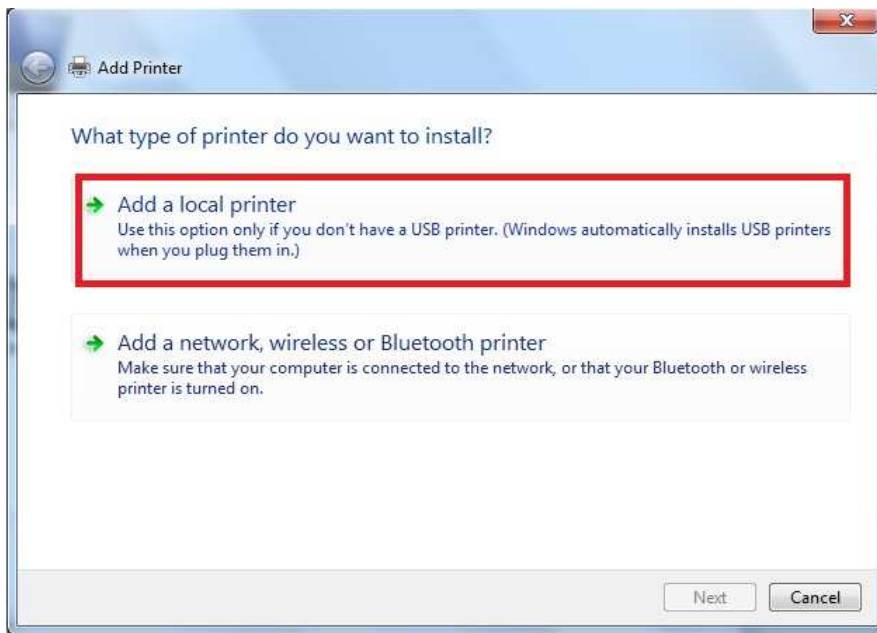 Add Printer
What type of printer do you want to install?
Add a local printer
Use this option only if you don't have a USB printer. (Windows automatically installs USB printers
when you plug them in.)
Add a network, wireless or Bluetooth printer
Make sure that your computer is connected to the network, or that your Bluetooth or wireless
printer is turned on.
Next
Cancel